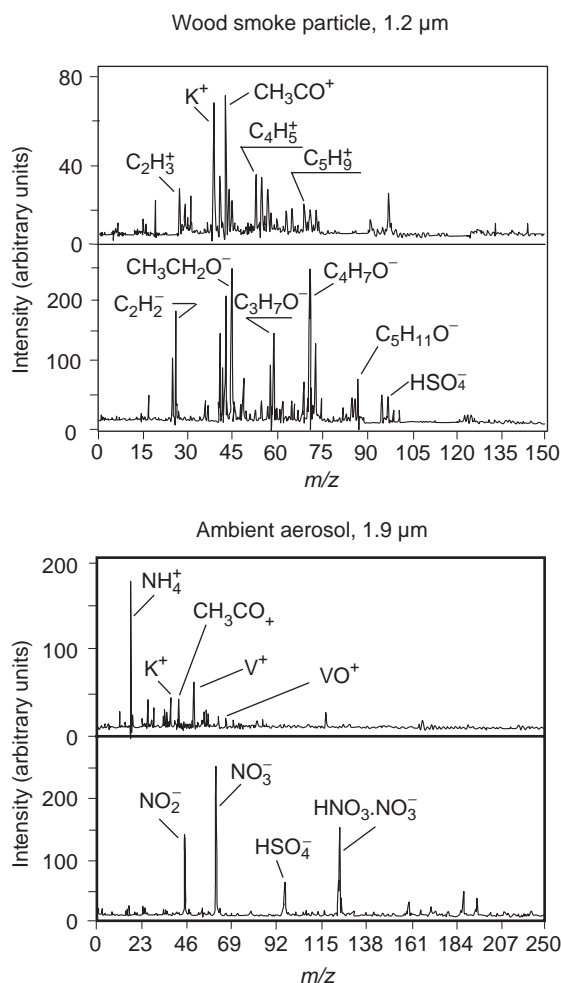 Wood smoke particle, 1.2 µm
Intensity (arbitrary units)
80
40
0
K⁺
CH₃CO⁺
C₂H₃⁺
C₄H₅⁺
C₅H₉⁺
200
100
0
CH₃CH₂O⁻
C₂H₂⁻
C₃H₇O⁻
C₄H₇O⁻
C₅H₁₁O⁻
HSO₄⁻
0 15 30 45 60 75 90 105 120 135 150
m/z
Ambient aerosol, 1.9 µm
Intensity (arbitrary units)
200
100
0
NH₄⁺
CH₃CO₊
K⁺
V⁺
VO⁺
200
100
0
NO₂⁻
NO₃⁻
HSO₄⁻
HNO₃.NO₃⁻
0 23 46 69 92 115 138 161 184 207 250
m/z